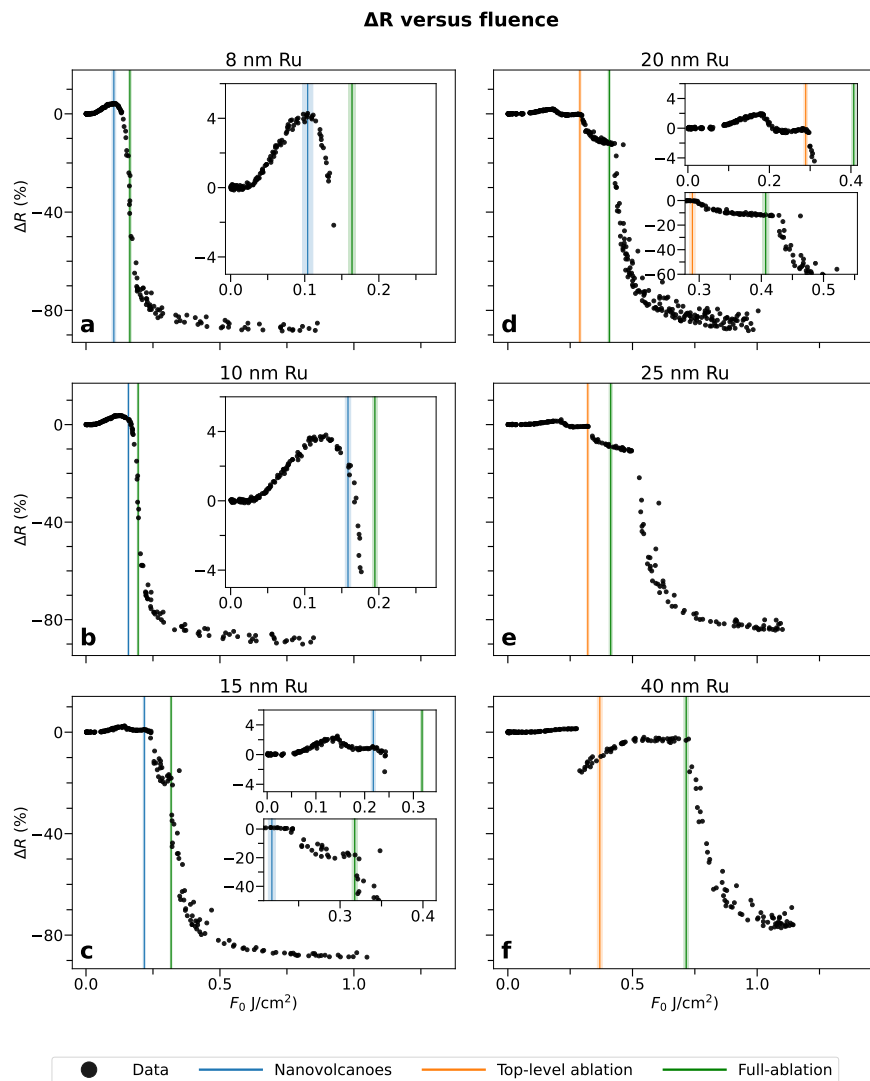 ΔR versus fluence
8 nm Ru
0
−40
−80
ΔR (%)
a
4
0
−4
0.0 0.1 0.2
20 nm Ru
d
4
0
−4
0.0 0.2 0.4
0
−20
−40
−60
0.3 0.4 0.5
10 nm Ru
0
−40
−80
ΔR (%)
b
4
0
−4
0.0 0.1 0.2
25 nm Ru
e
15 nm Ru
0
−40
−80
ΔR (%)
c
4
0
−4
0.0 0.1 0.2 0.3
0
−20
−40
0.3 0.4
0.0 0.5 1.0
F₀ J/cm²)
40 nm Ru
f
0.0 0.5 1.0
F₀ J/cm²)
Data Nanovolcanoes Top-level ablation Full-ablation